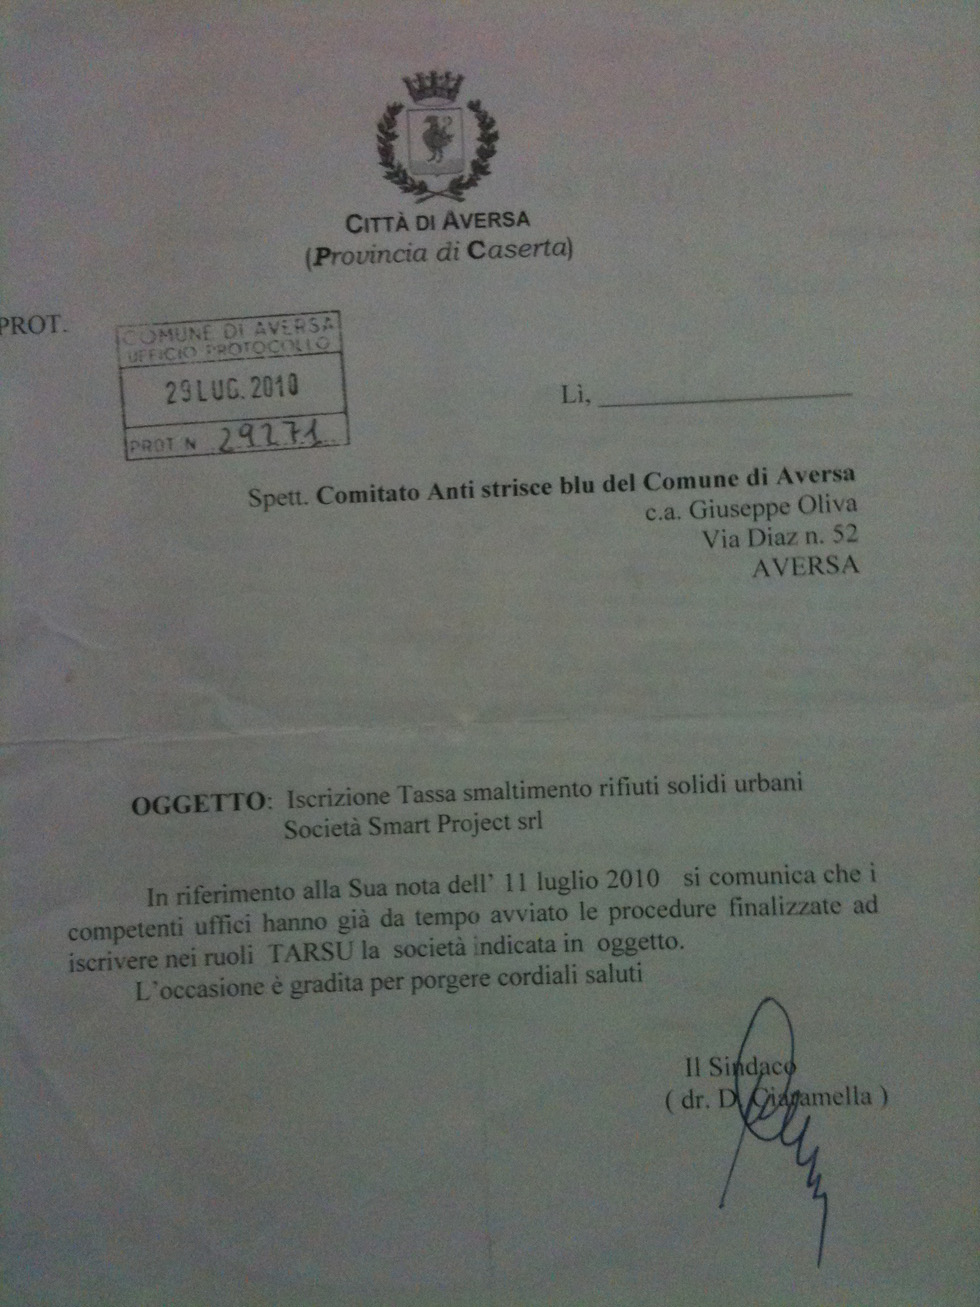 CITTÀ DI AVERSA
(Provincia di Caserta)
PROT.
COMUNE DI AVERSA
UFFICIO PROTOCOLLO
29 LUG. 2010
PROT N 29271
Lì,
Spett. Comitato Anti strisce blu del Comune di Aversa
c.a. Giuseppe Oliva
Via Diaz n. 52
AVERSA
OGGETTO: Iscrizione Tassa smaltimento rifiuti solidi urbani
Società Smart Project srl
In riferimento alla Sua nota dell' 11 luglio 2010 si comunica che i
competenti uffici hanno già da tempo avviato le procedure finalizzate ad
iscrivere nei ruoli TARSU la società indicata in oggetto.
L'occasione è gradita per porgere cordiali saluti
Il Sindaco
( dr. D. Ciaramella )